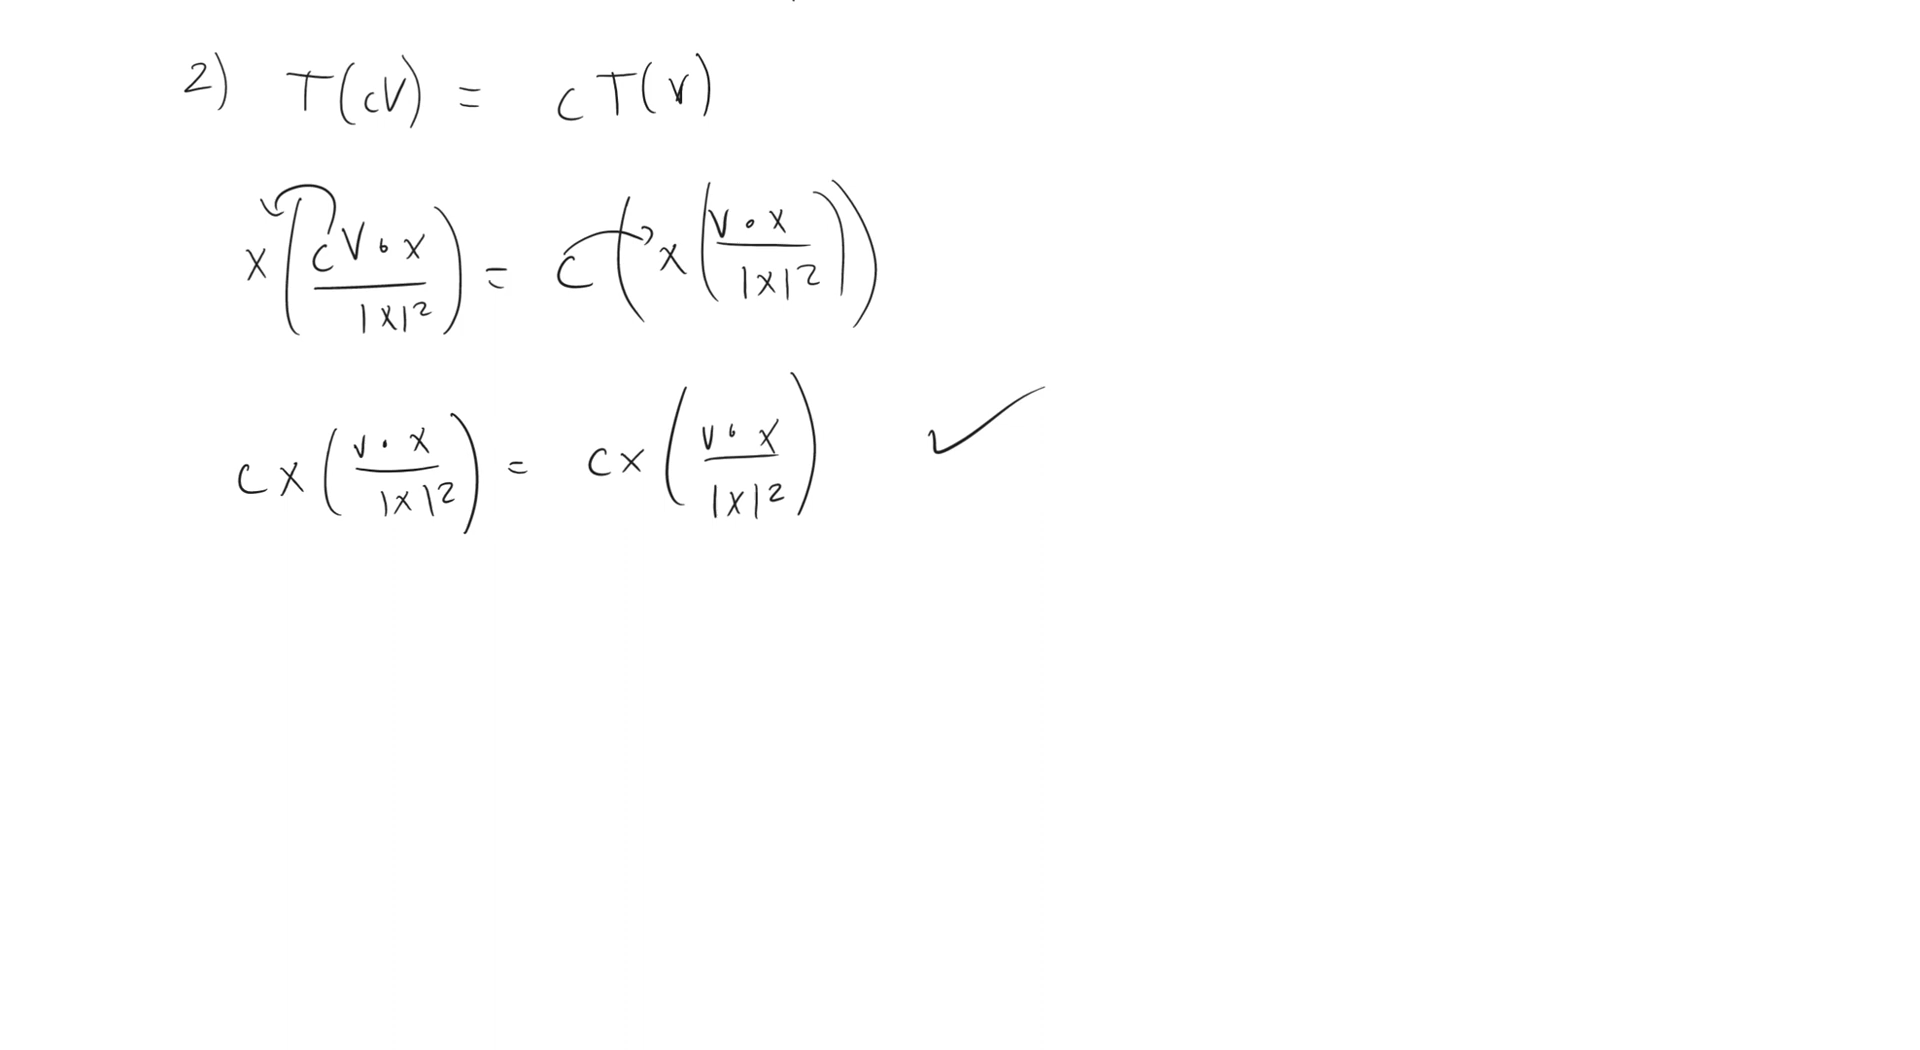 2) T(cV) = cT(v)
x(cV•x/|x|²) = c(x(v•x/|x|²))
cx(v•x/|x|²) = cx(v•x/|x|²) ✓